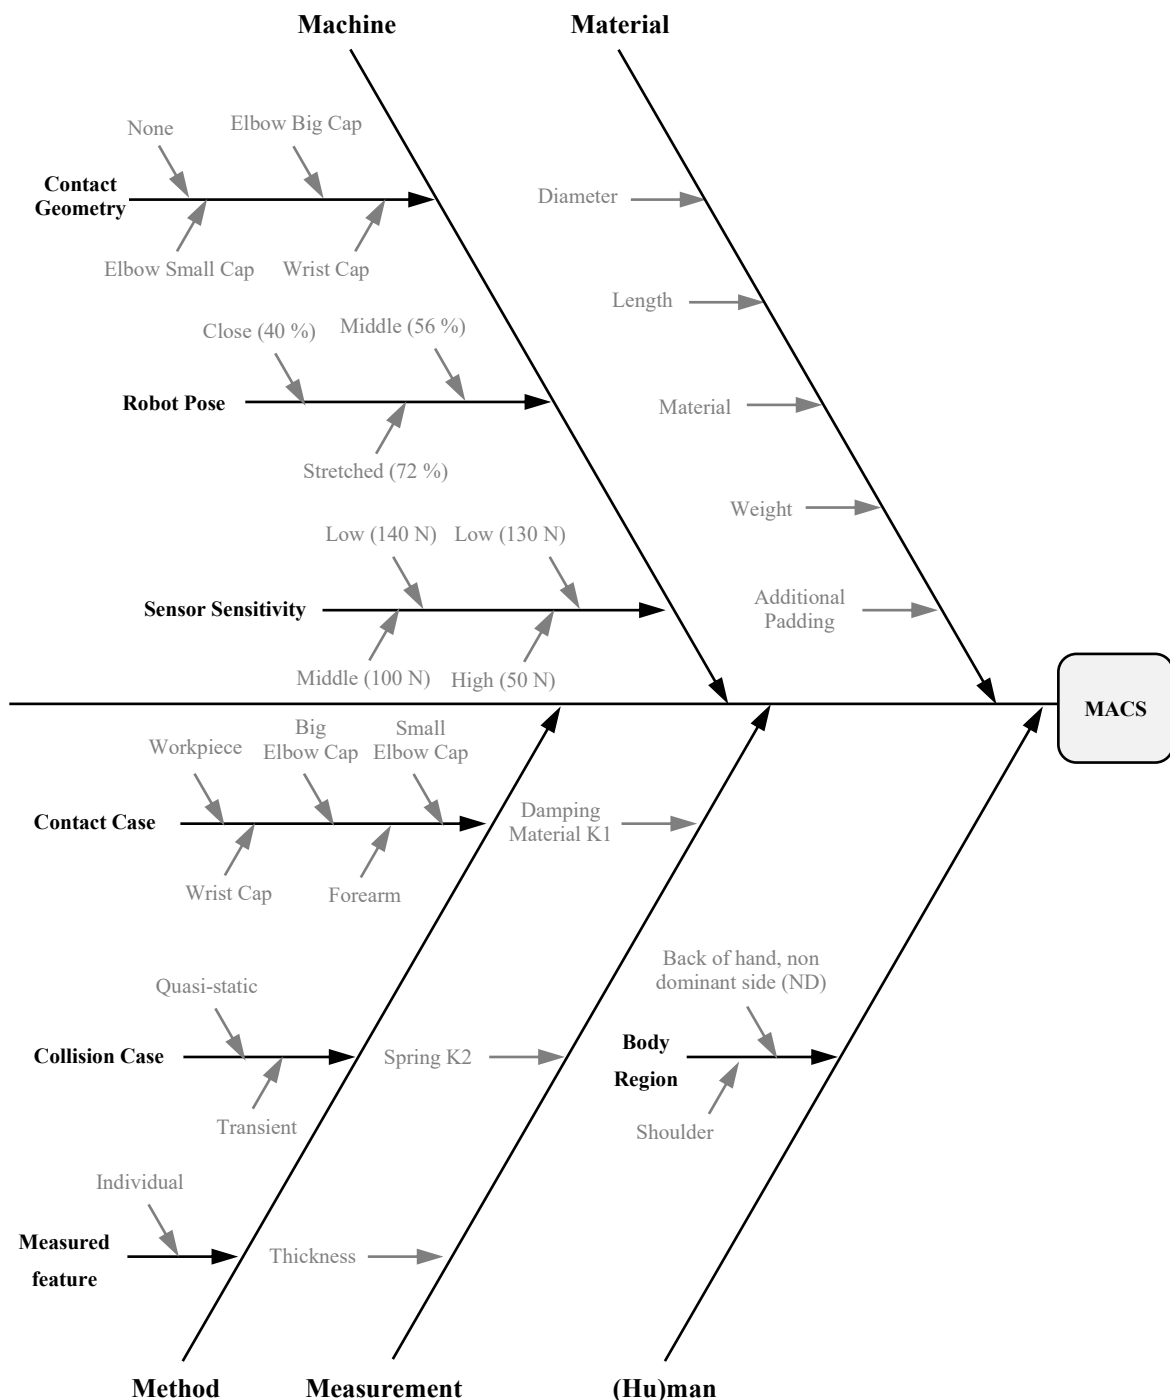 Machine
Material
None
Elbow Big Cap
Contact
Geometry
Diameter
Elbow Small Cap
Wrist Cap
Length
Close (40 %)
Middle (56 %)
Robot Pose
Material
Stretched (72 %)
Weight
Low (140 N)
Low (130 N)
Sensor Sensitivity
Additional
Padding
Middle (100 N)
High (50 N)
MACS
Workpiece
Big
Elbow Cap
Small
Elbow Cap
Contact Case
Damping
Material K1
Wrist Cap
Forearm
Back of hand, non
dominant side (ND)
Quasi-static
Collision Case
Spring K2
Body
Region
Transient
Shoulder
Individual
Measured
feature
Thickness
Method
Measurement
(Hu)man